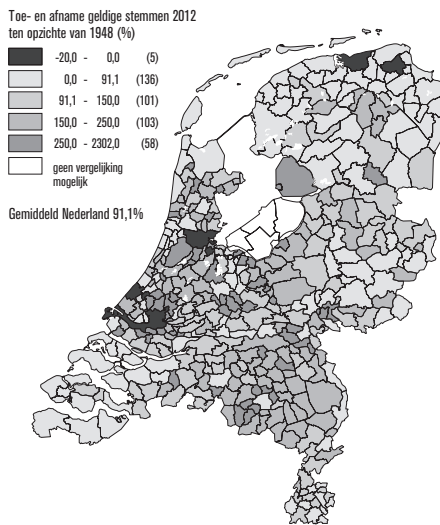 Toe- en afname geldige stemmen 2012
ten opzichte van 1948 (%)
-20,0 - 0,0 (5)
0,0 - 91,1 (136)
91,1 - 150,0 (101)
150,0 - 250,0 (103)
250,0 - 2302,0 (58)
geen vergelijking
mogelijk
Gemiddeld Nederland 91,1%